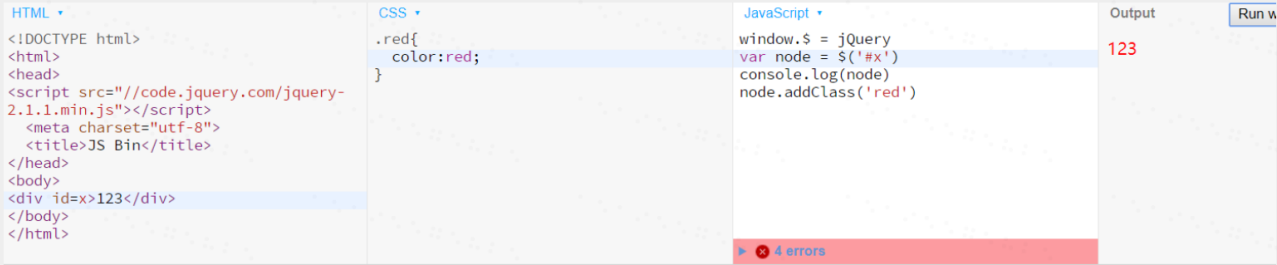 HTML
<!DOCTYPE html>
<html>
<head>
<script src="//code.jquery.com/jquery-
2.1.1.min.js"></script>
<meta charset="utf-8">
<title>JS Bin</title>
</head>
<body>
<div id=x>123</div>
</body>
</html>
CSS
.red{
color:red;
}
JavaScript
window.$ = jQuery
var node = $('#x')
console.log(node)
node.addClass('red')
4 errors
Output
Run w
123